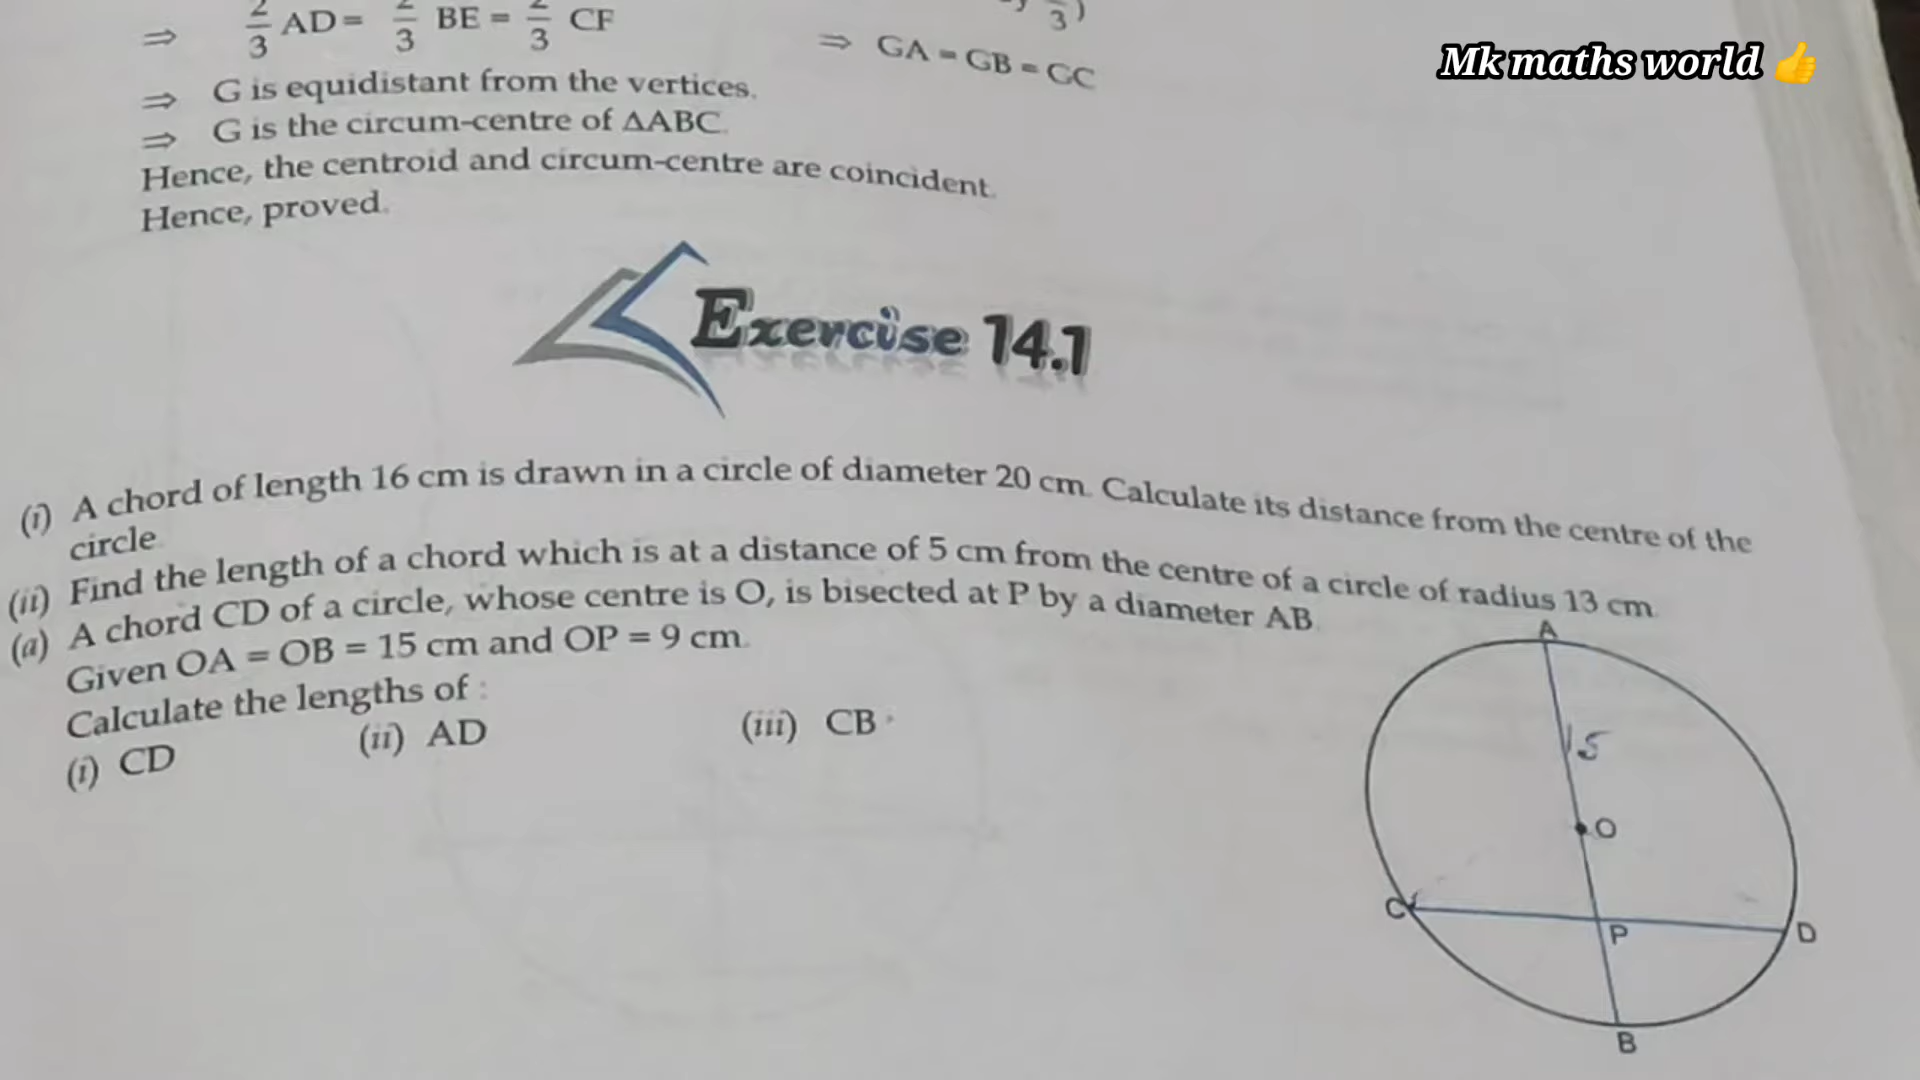 ⇒ 2/3 AD = 2/3 BE = 2/3 CF
⇒ GA = GB = GC
Mk maths world 👍
⇒ G is equidistant from the vertices.
⇒ G is the circum-centre of ΔABC.
Hence, the centroid and circum-centre are coincident.
Hence, proved.
Exercise 14.1
(i) A chord of length 16 cm is drawn in a circle of diameter 20 cm. Calculate its distance from the centre of the
circle.
(ii) Find the length of a chord which is at a distance of 5 cm from the centre of a circle of radius 13 cm.
(a) A chord CD of a circle, whose centre is O, is bisected at P by a diameter AB.
Given OA = OB = 15 cm and OP = 9 cm.
Calculate the lengths of :
(i) CD (ii) AD (iii) CB
A
15
O
C
P
D
B